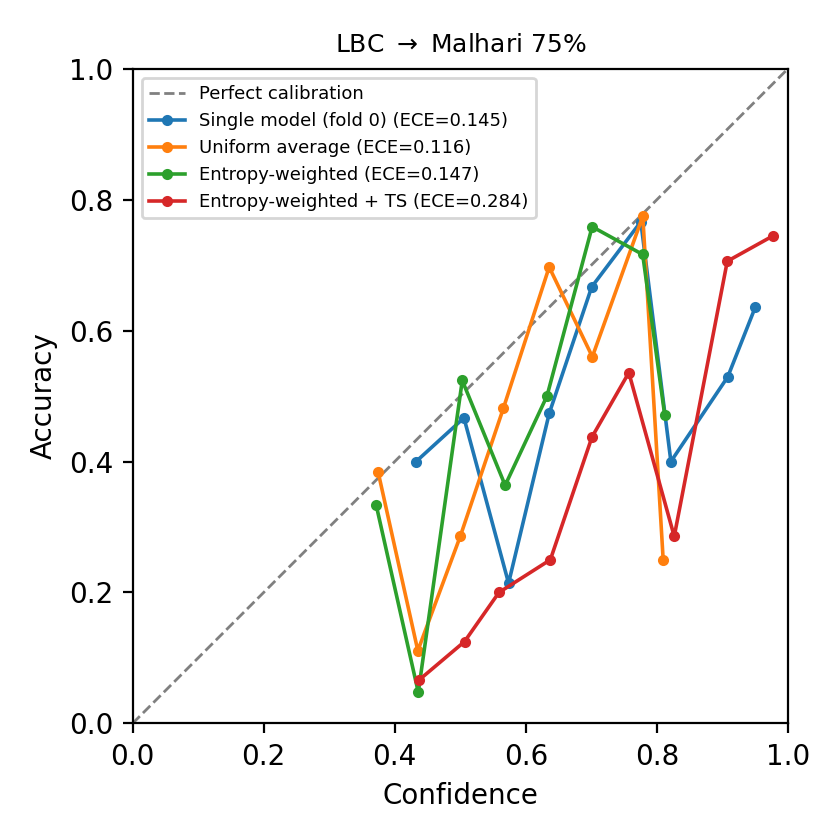 LBC → Malhari 75%
Perfect calibration
Single model (fold 0) (ECE=0.145)
Uniform average (ECE=0.116)
Entropy-weighted (ECE=0.147)
Entropy-weighted + TS (ECE=0.284)
Accuracy
1.0
0.8
0.6
0.4
0.2
0.0
0.0 0.2 0.4 0.6 0.8 1.0
Confidence